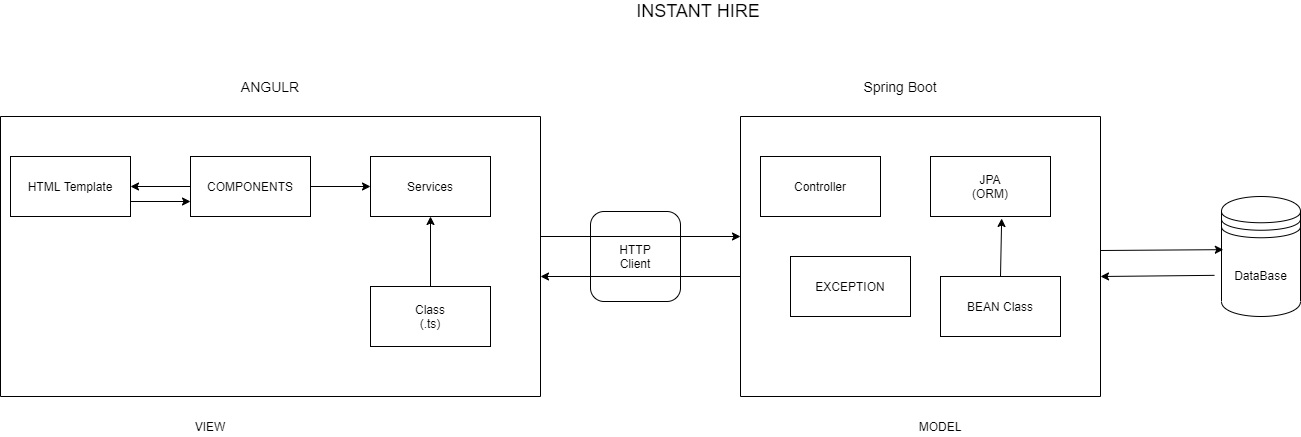 INSTANT HIRE
ANGULR
Spring Boot
HTML Template
COMPONENTS
Services
Controller
JPA
(ORM)
HTTP
Client
DataBase
EXCEPTION
BEAN Class
Class
(.ts)
VIEW
MODEL